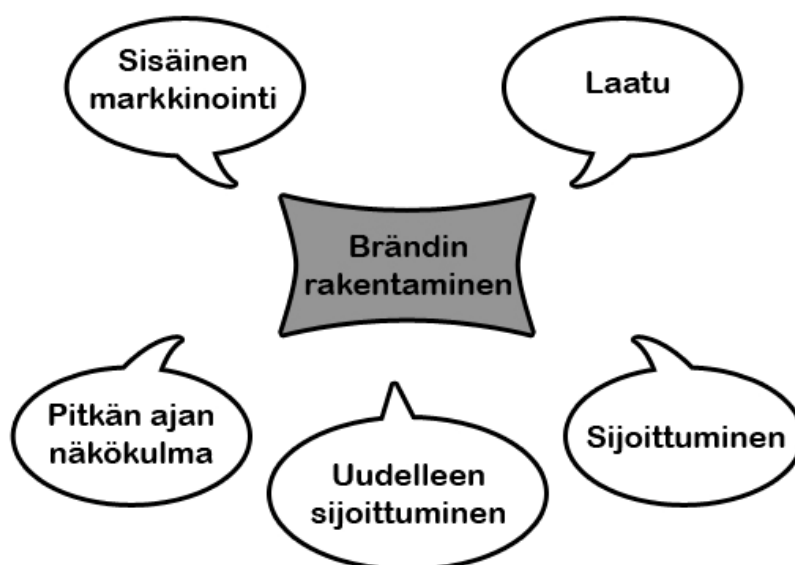 Sisäinen
markkinointi
Laatu
Brändin
rakentaminen
Pitkän ajan
näkökulma
Uudelleen
sijoittuminen
Sijoittuminen